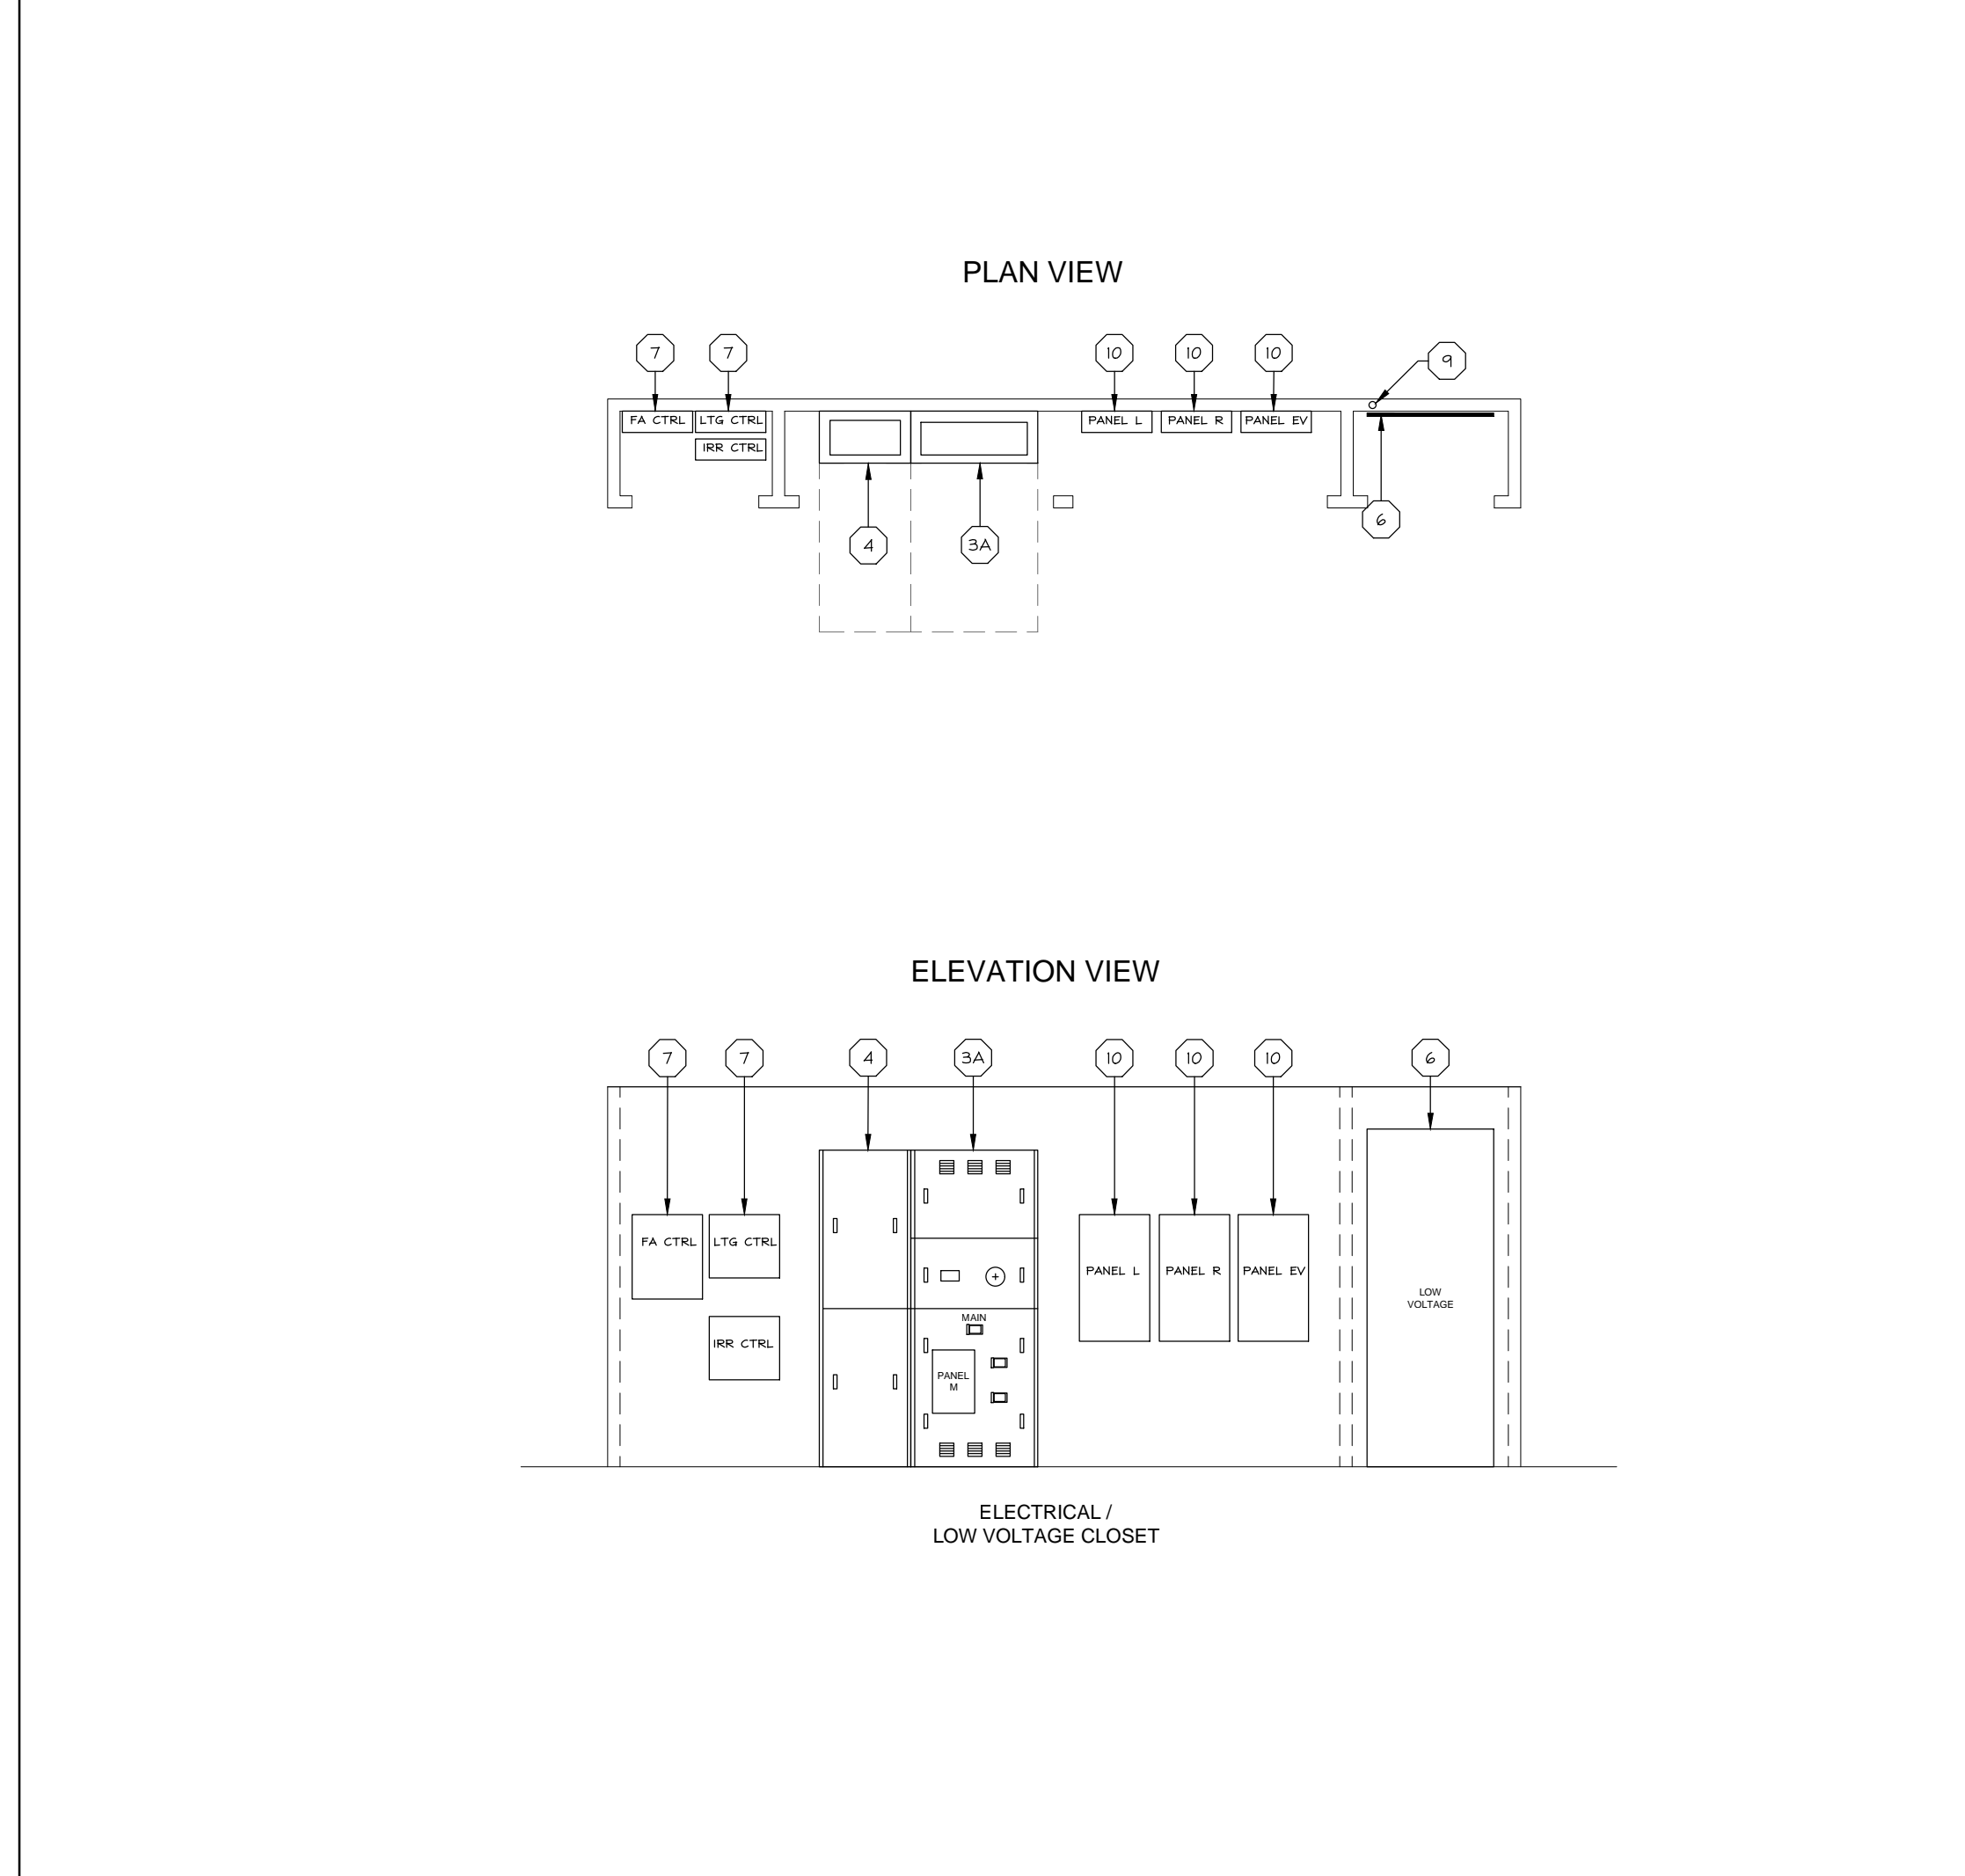 PLAN VIEW
7 7 10 10 10 9
FA CTRL LTG CTRL PANEL L PANEL R PANEL EV
IRR CTRL
6
4 3A
ELEVATION VIEW
7 7 4 3A 10 10 10 6
FA CTRL LTG CTRL
PANEL L PANEL R PANEL EV
LOW
VOLTAGE
MAIN
IRR CTRL
PANEL
M
ELECTRICAL /
LOW VOLTAGE CLOSET